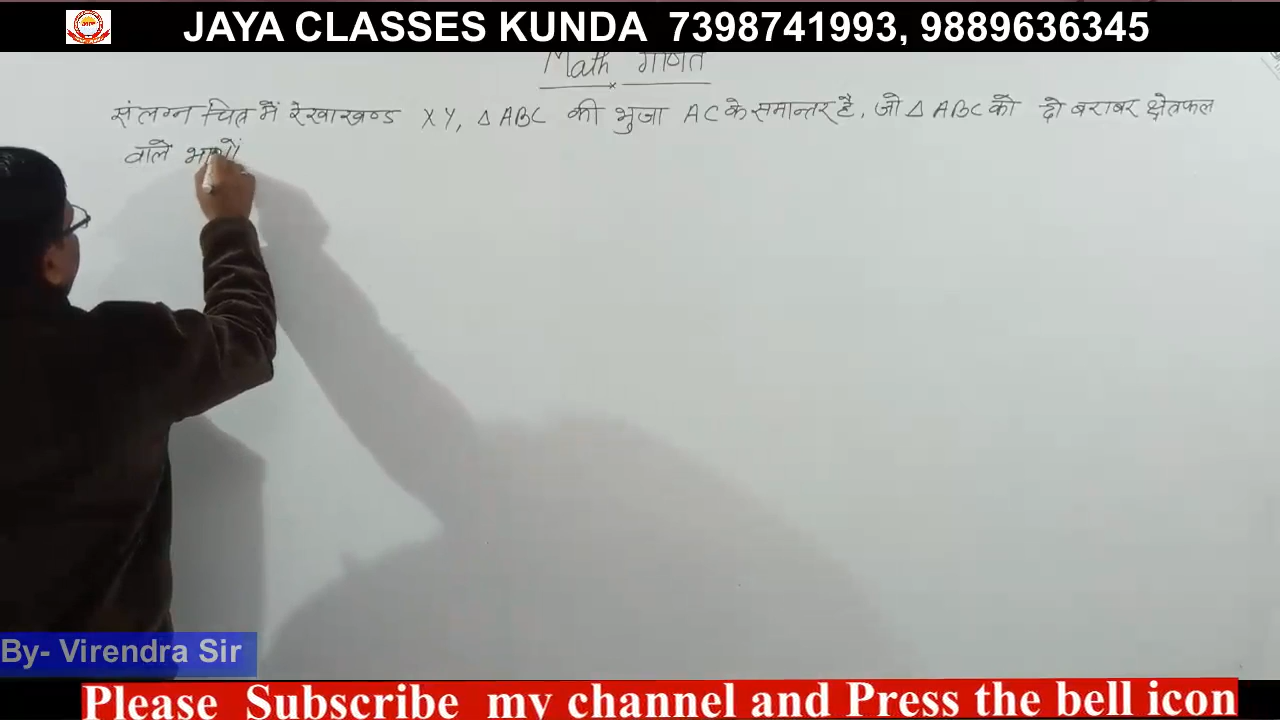 JAYA CLASSES KUNDA 7398741993, 9889636345
Math गणित
संलग्न चित्र में रेखाखण्ड XY, △ ABC की भुजा AC के समान्तर है, जो △ ABC को दो बराबर क्षेत्रफल
वाले भागों
By- Virendra Sir
Please Subscribe my channel and Press the bell icon